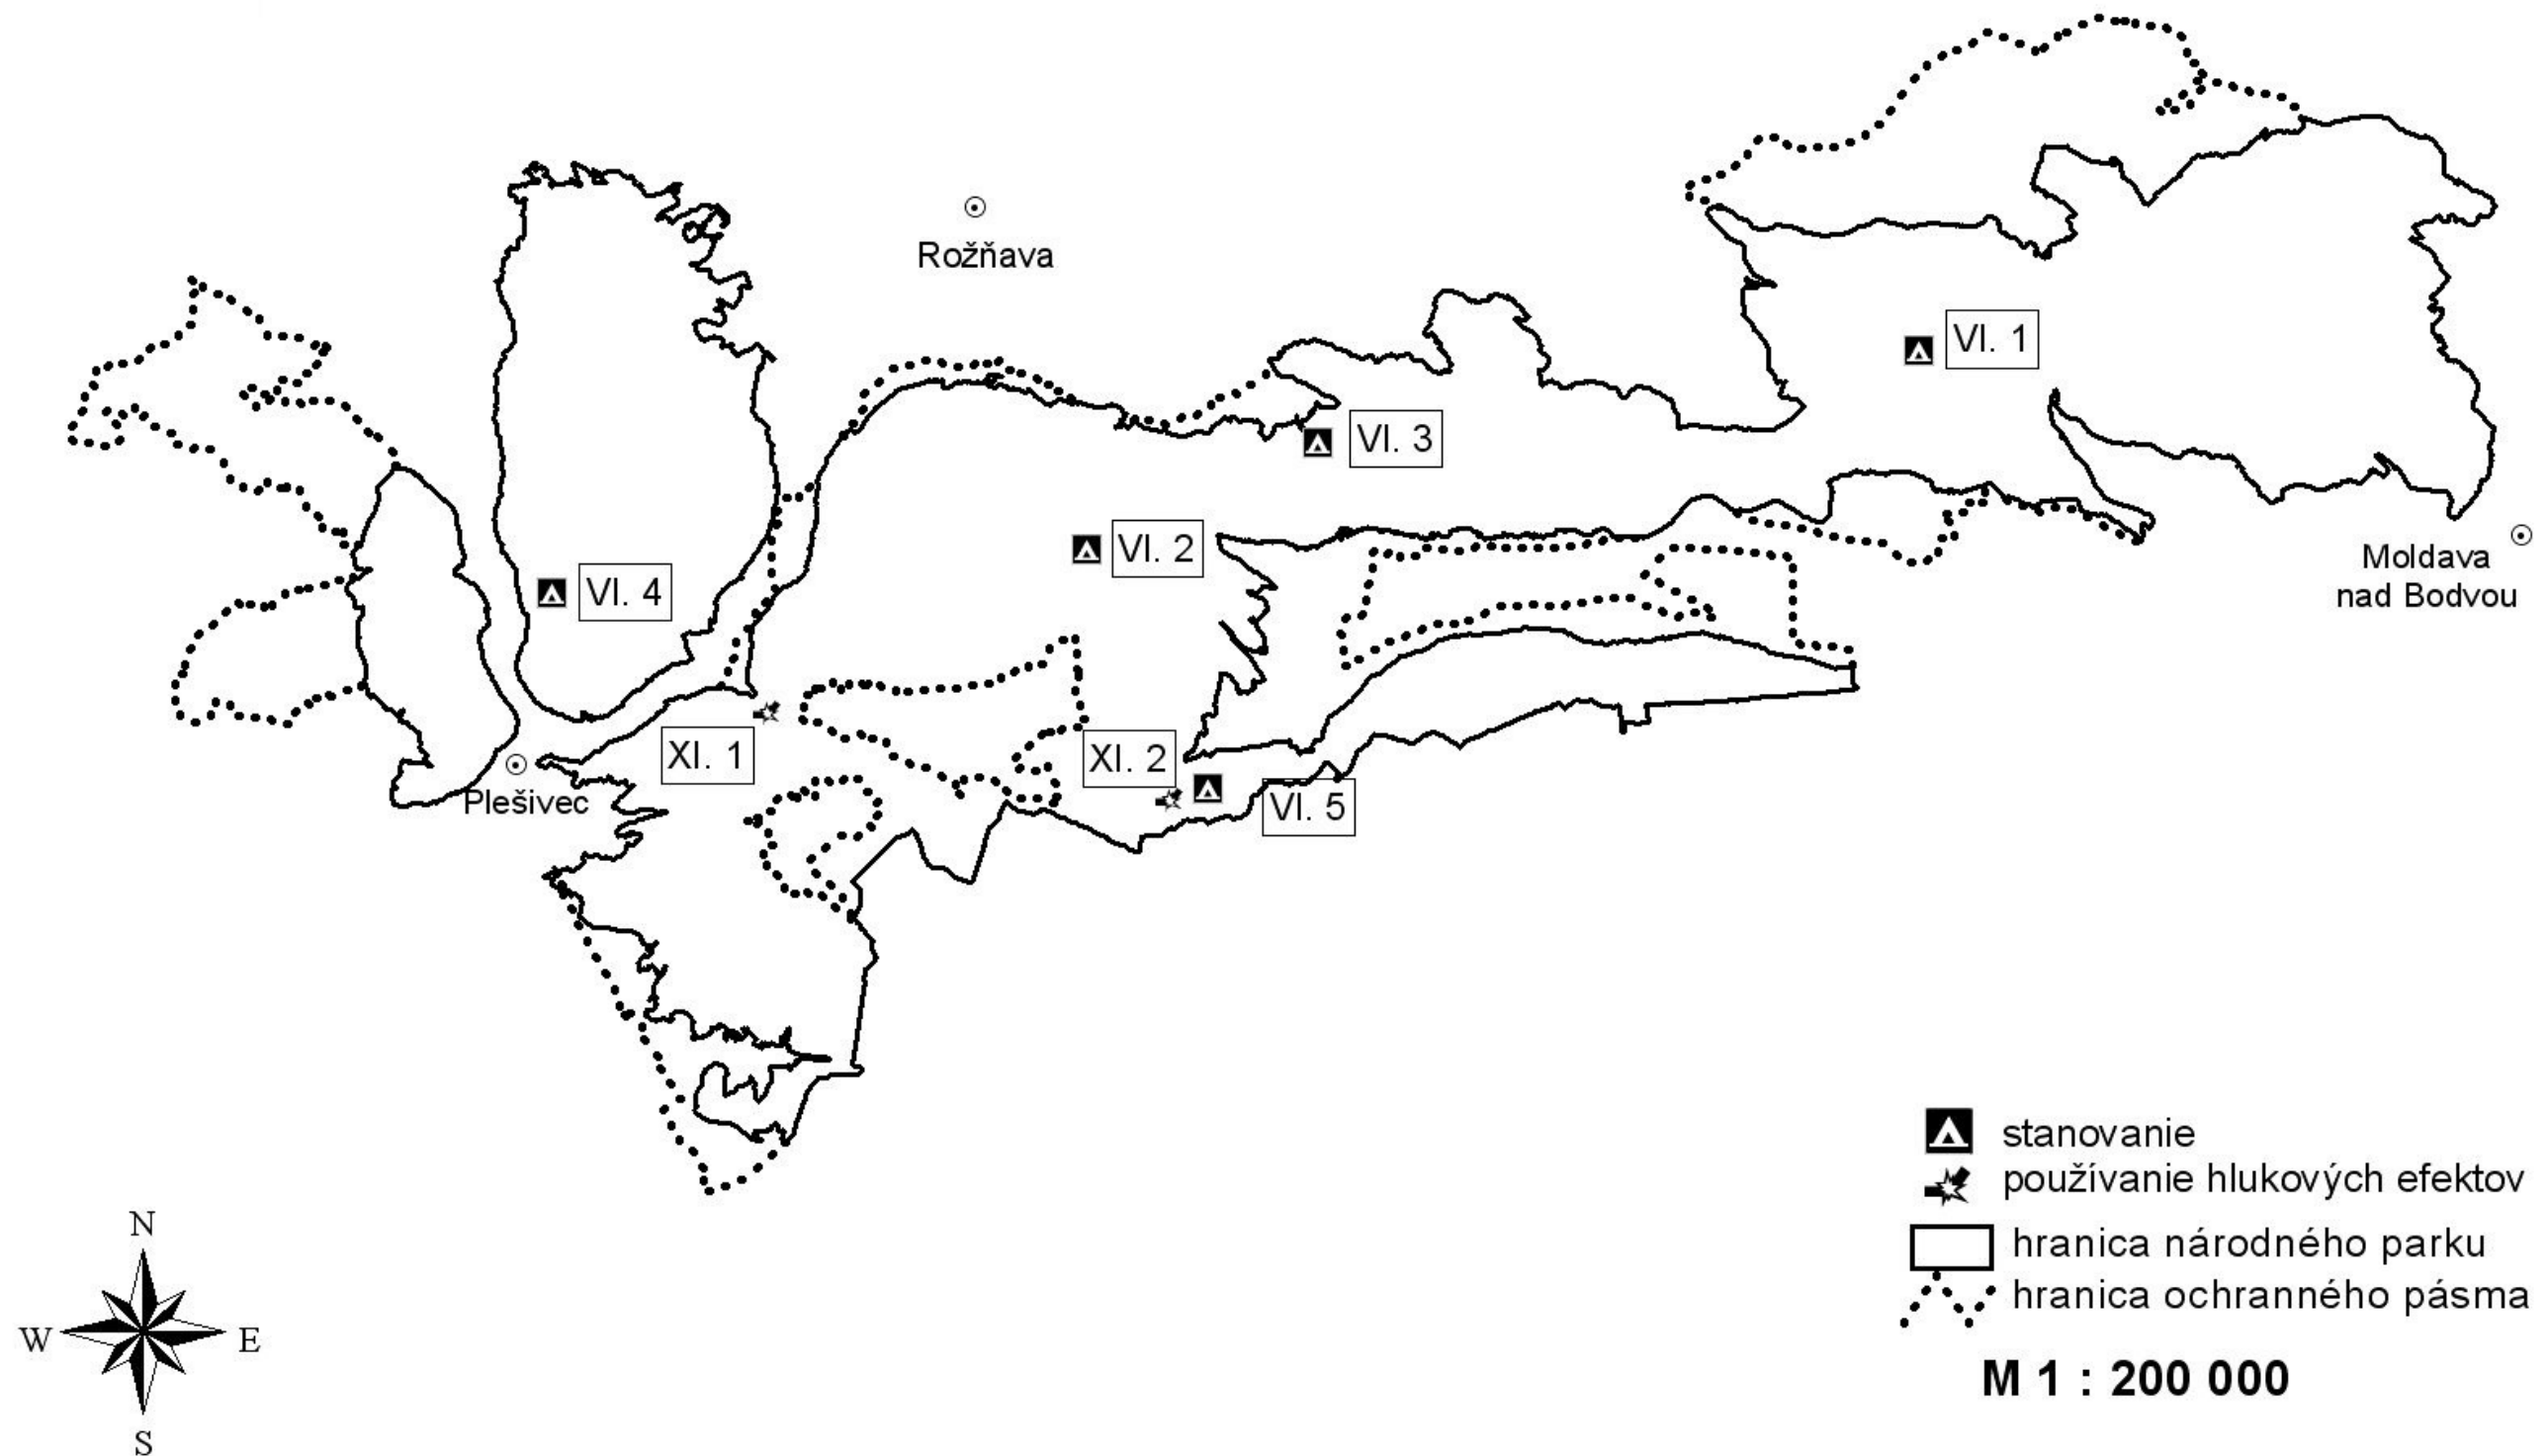 Rožňava
VI. 1
VI. 3
VI. 2
VI. 4
Moldava
nad Bodvou
XI. 1
XI. 2
VI. 5
Plešivec
stanovanie
používanie hlukových efektov
hranica národného parku
hranica ochranného pásma
M 1 : 200 000
N
W
E
S